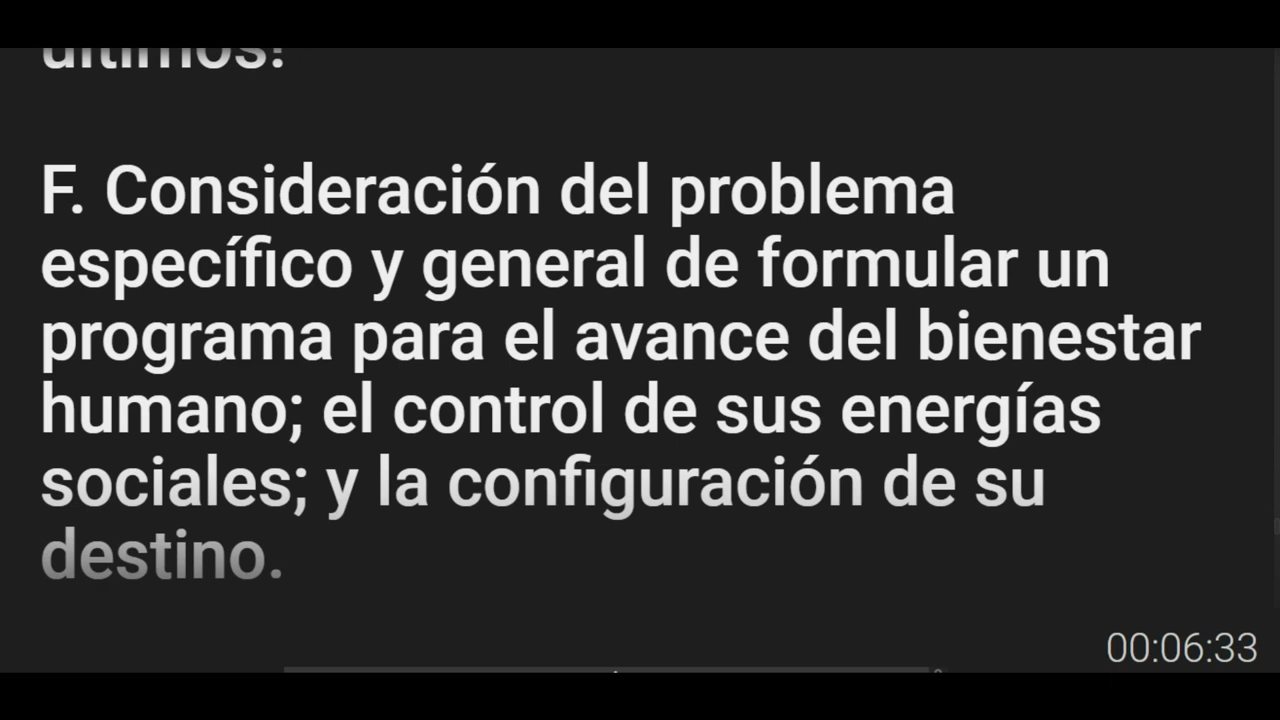 últimos!
F. Consideración del problema
específico y general de formular un
programa para el avance del bienestar
humano; el control de sus energías
sociales; y la configuración de su
destino.
00:06:33